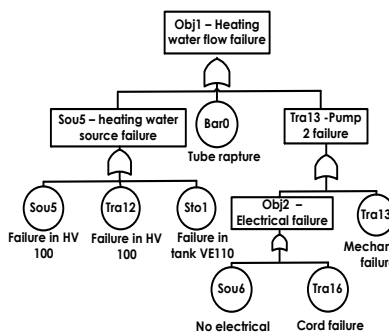 Obj1 – Heating
water flow failure
Sou5 – heating water
source failure
Bar0
Tra13 -Pump
2 failure
Tube rapture
Sou5
Tra12
Sto1
Obj2 –
Electrical failure
Tra13
Failure in HV
100
Failure in HV
100
Failure in
tank VE110
failure
Sou6
Tra16
No electrical
Cord failure